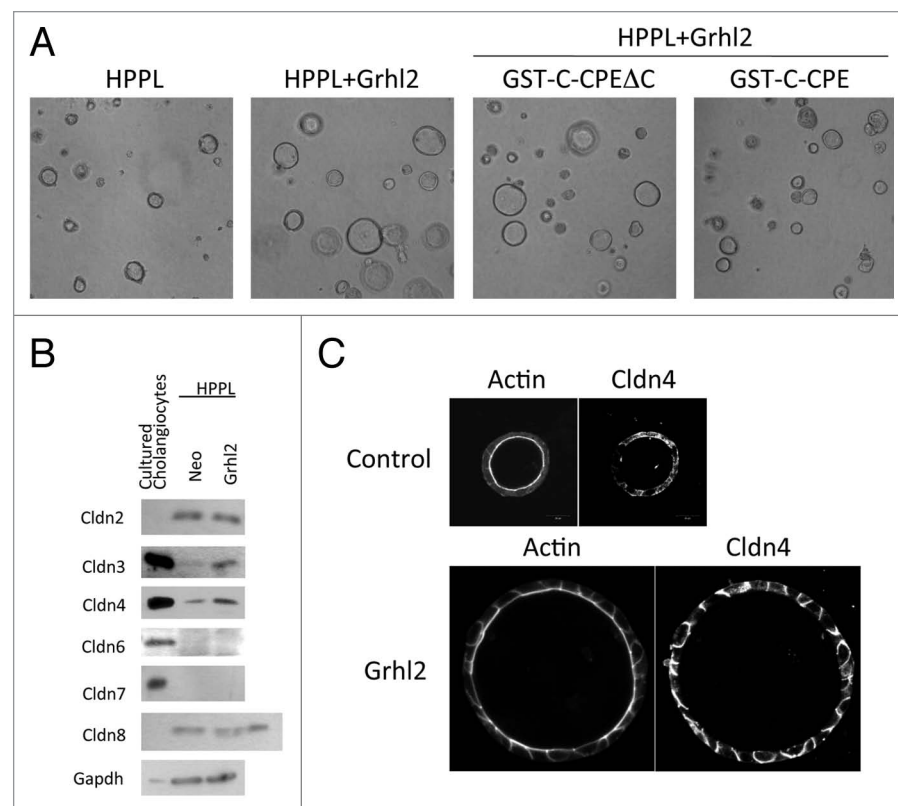 A
HPPL+Grhl2
HPPL
HPPL+Grhl2
GST-C-CPEΔC
GST-C-CPE
B
HPPL
Cultured
Cholangiocytes
Neo
Grhl2
Cldn2
Cldn3
Cldn4
Cldn6
Cldn7
Cldn8
Gapdh
C
Actin
Cldn4
Control
Actin
Cldn4
Grhl2